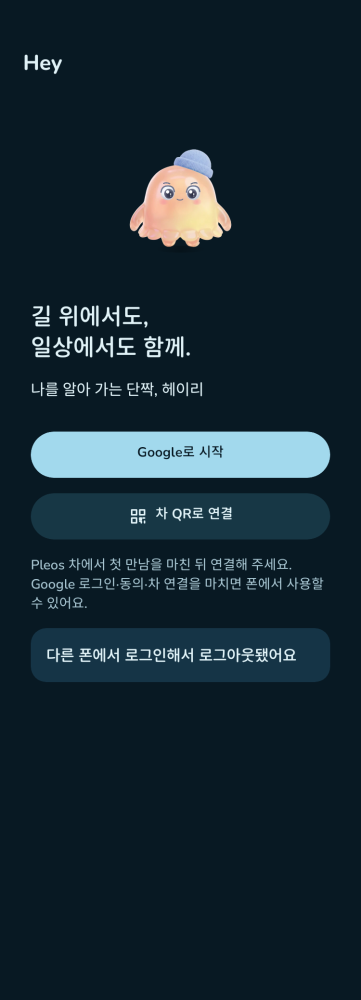 Hey
길 위에서도,
일상에서도 함께.
나를 알아 가는 단짝, 헤이리
Google로 시작
차 QR로 연결
Pleos 차에서 첫 만남을 마친 뒤 연결해 주세요.
Google 로그인·동의·차 연결을 마치면 폰에서 사용할
수 있어요.
다른 폰에서 로그인해서 로그아웃됐어요